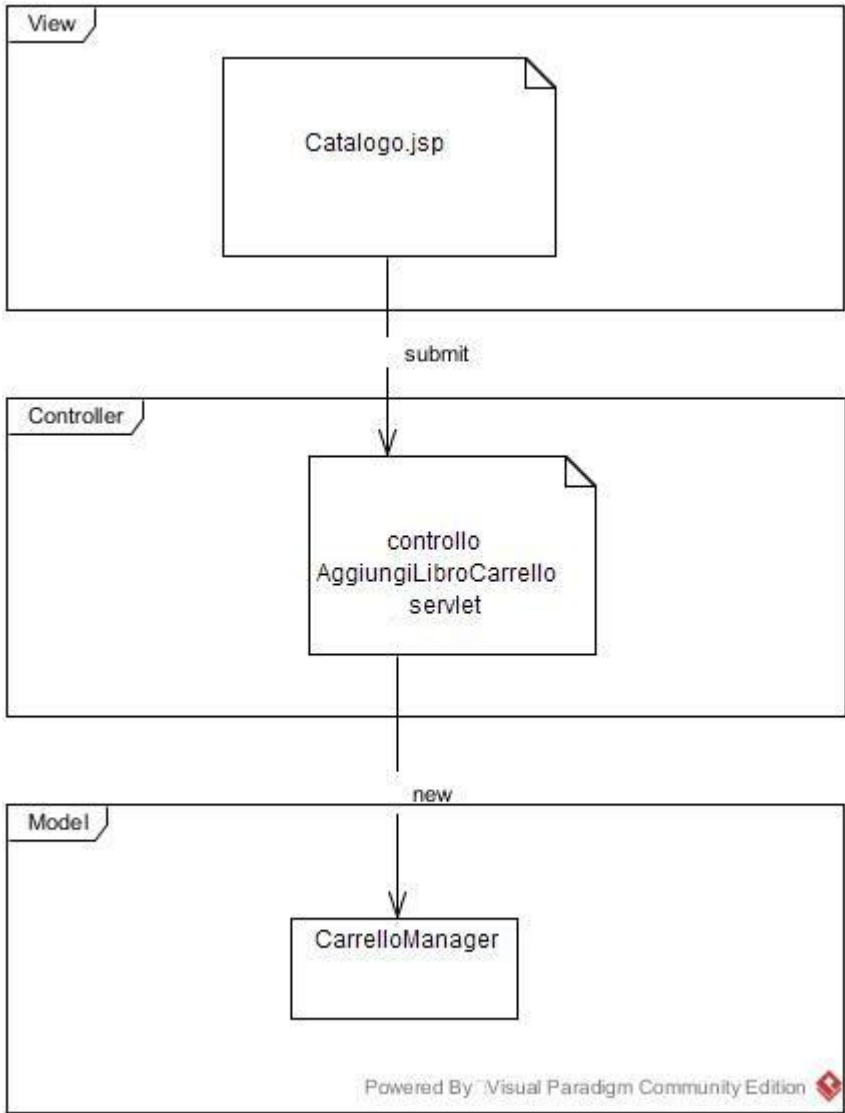 View
Catalogo.jsp
submit
Controller
controllo
AggiungiLibroCarrello
servlet
new
Model
CarrelloManager
Powered By Visual Paradigm Community Edition